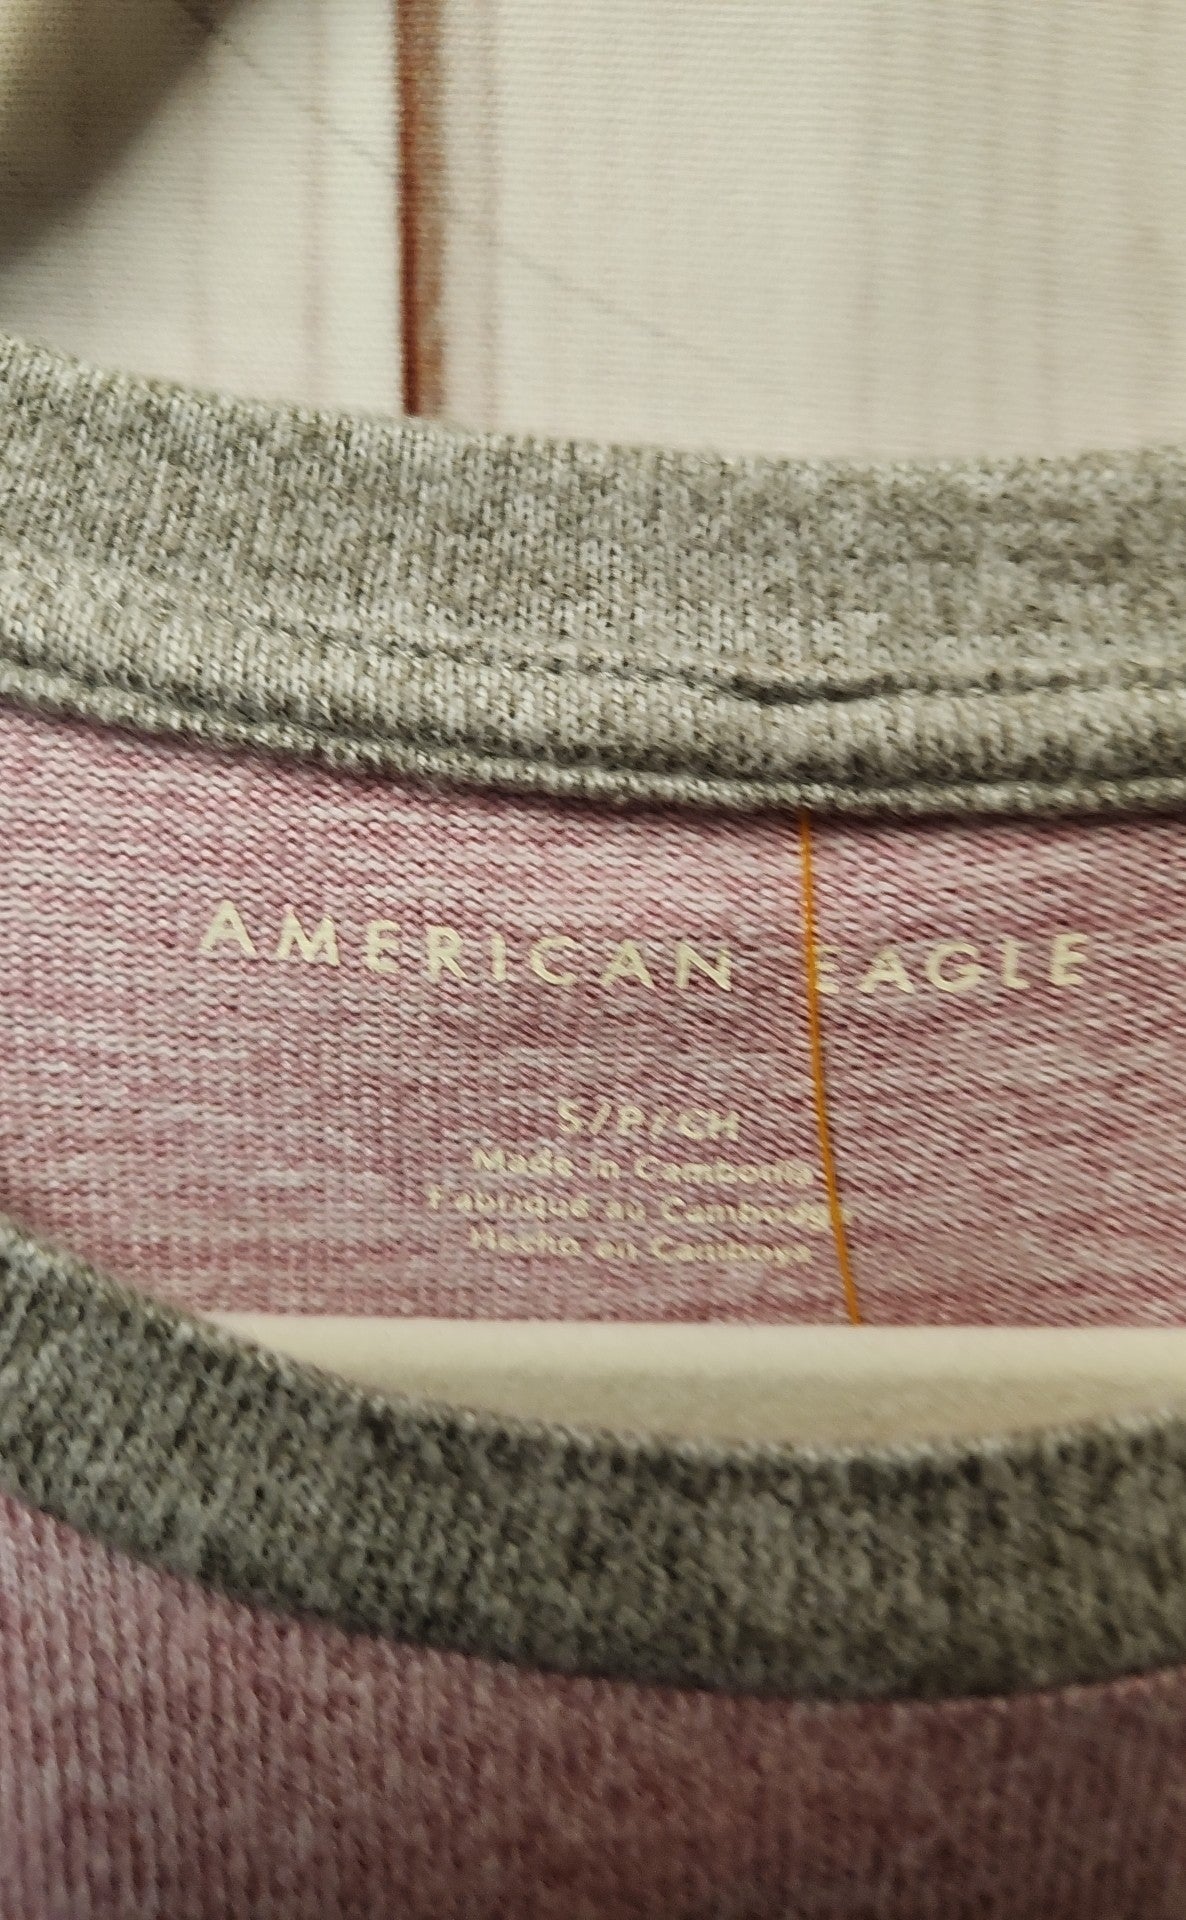 AMERICAN EAGLE
S/P/CH
Made in Cambodia
Fabriqué au Cambodge
Hecho en Camboya